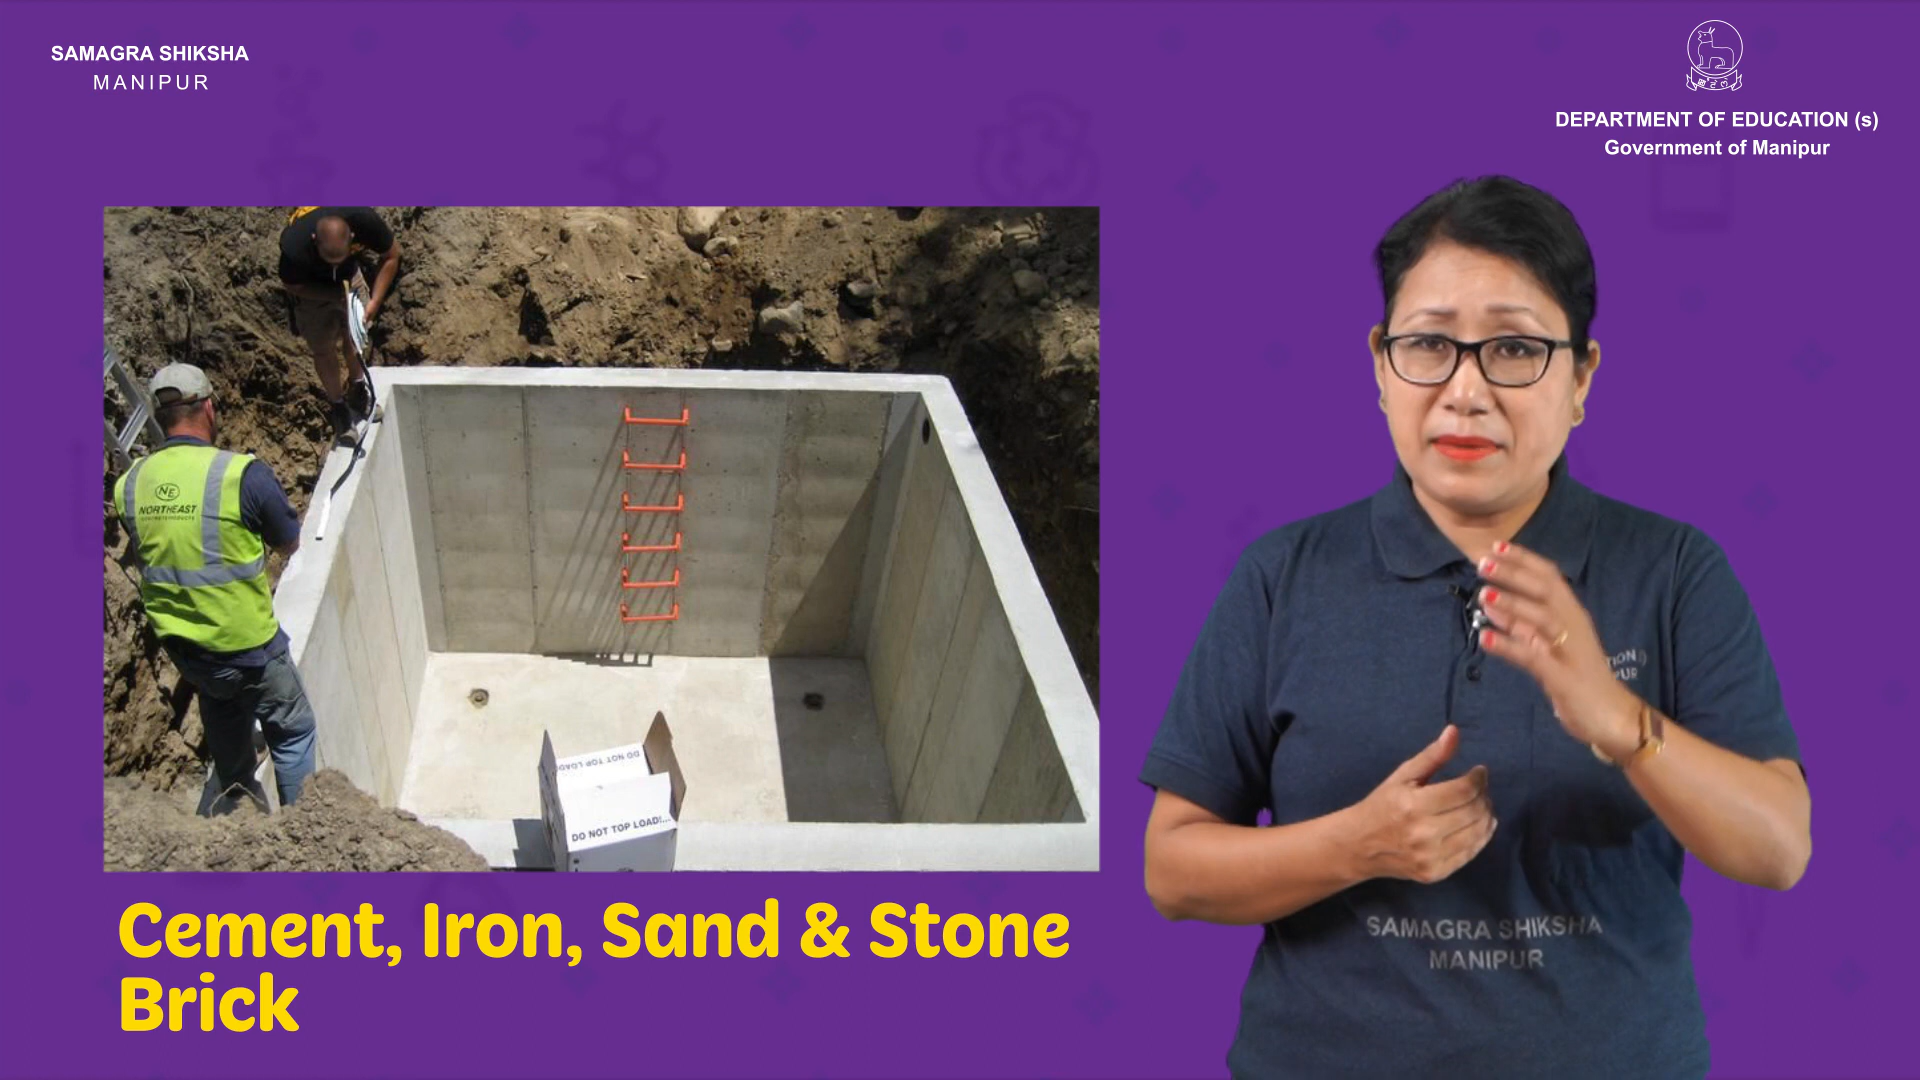 SAMAGRA SHIKSHA
MANIPUR
DEPARTMENT OF EDUCATION (s)
Government of Manipur
NE
NORTHEAST
DO NOT TOP LOAD!
DO NOT TOP LOAD!...
SAMAGRA SHIKSHA
MANIPUR
Cement, Iron, Sand & Stone
Brick